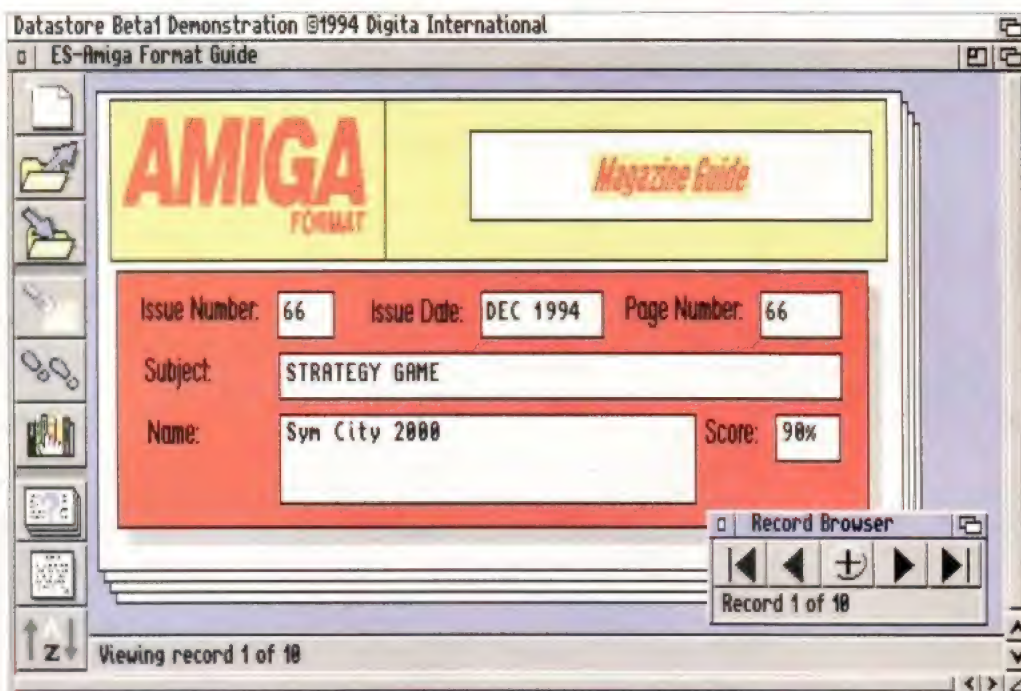 Datastore Beta1 Demonstration ©1994 Digita International
ES-Amiga Format Guide
AMIGA
FORMAT
Magazine Guide
Issue Number: 66 Issue Date: DEC 1994 Page Number: 66
Subject: STRATEGY GAME
Name: Sym City 2000 Score: 90%
Record Browser
Record 1 of 10
Viewing record 1 of 10
A
Z